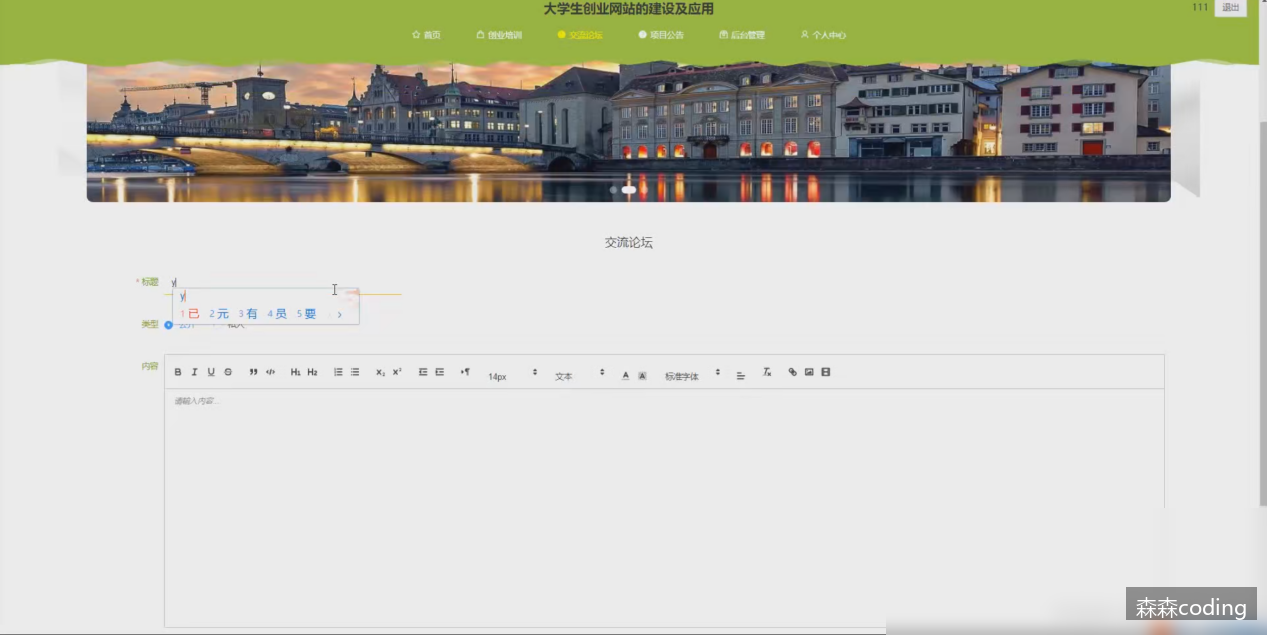 大学生创业网站的建设及应用
111 退出
首页 创业培训 交流论坛 项目公告 后台管理 个人中心
交流论坛
* 标题 y
y
1 已 2 元 3 有 4 员 5 要
类型
内容
B I U S H1 H2 x₂ x² 14px 文本 A A 标准字体
请输入内容...
森森coding